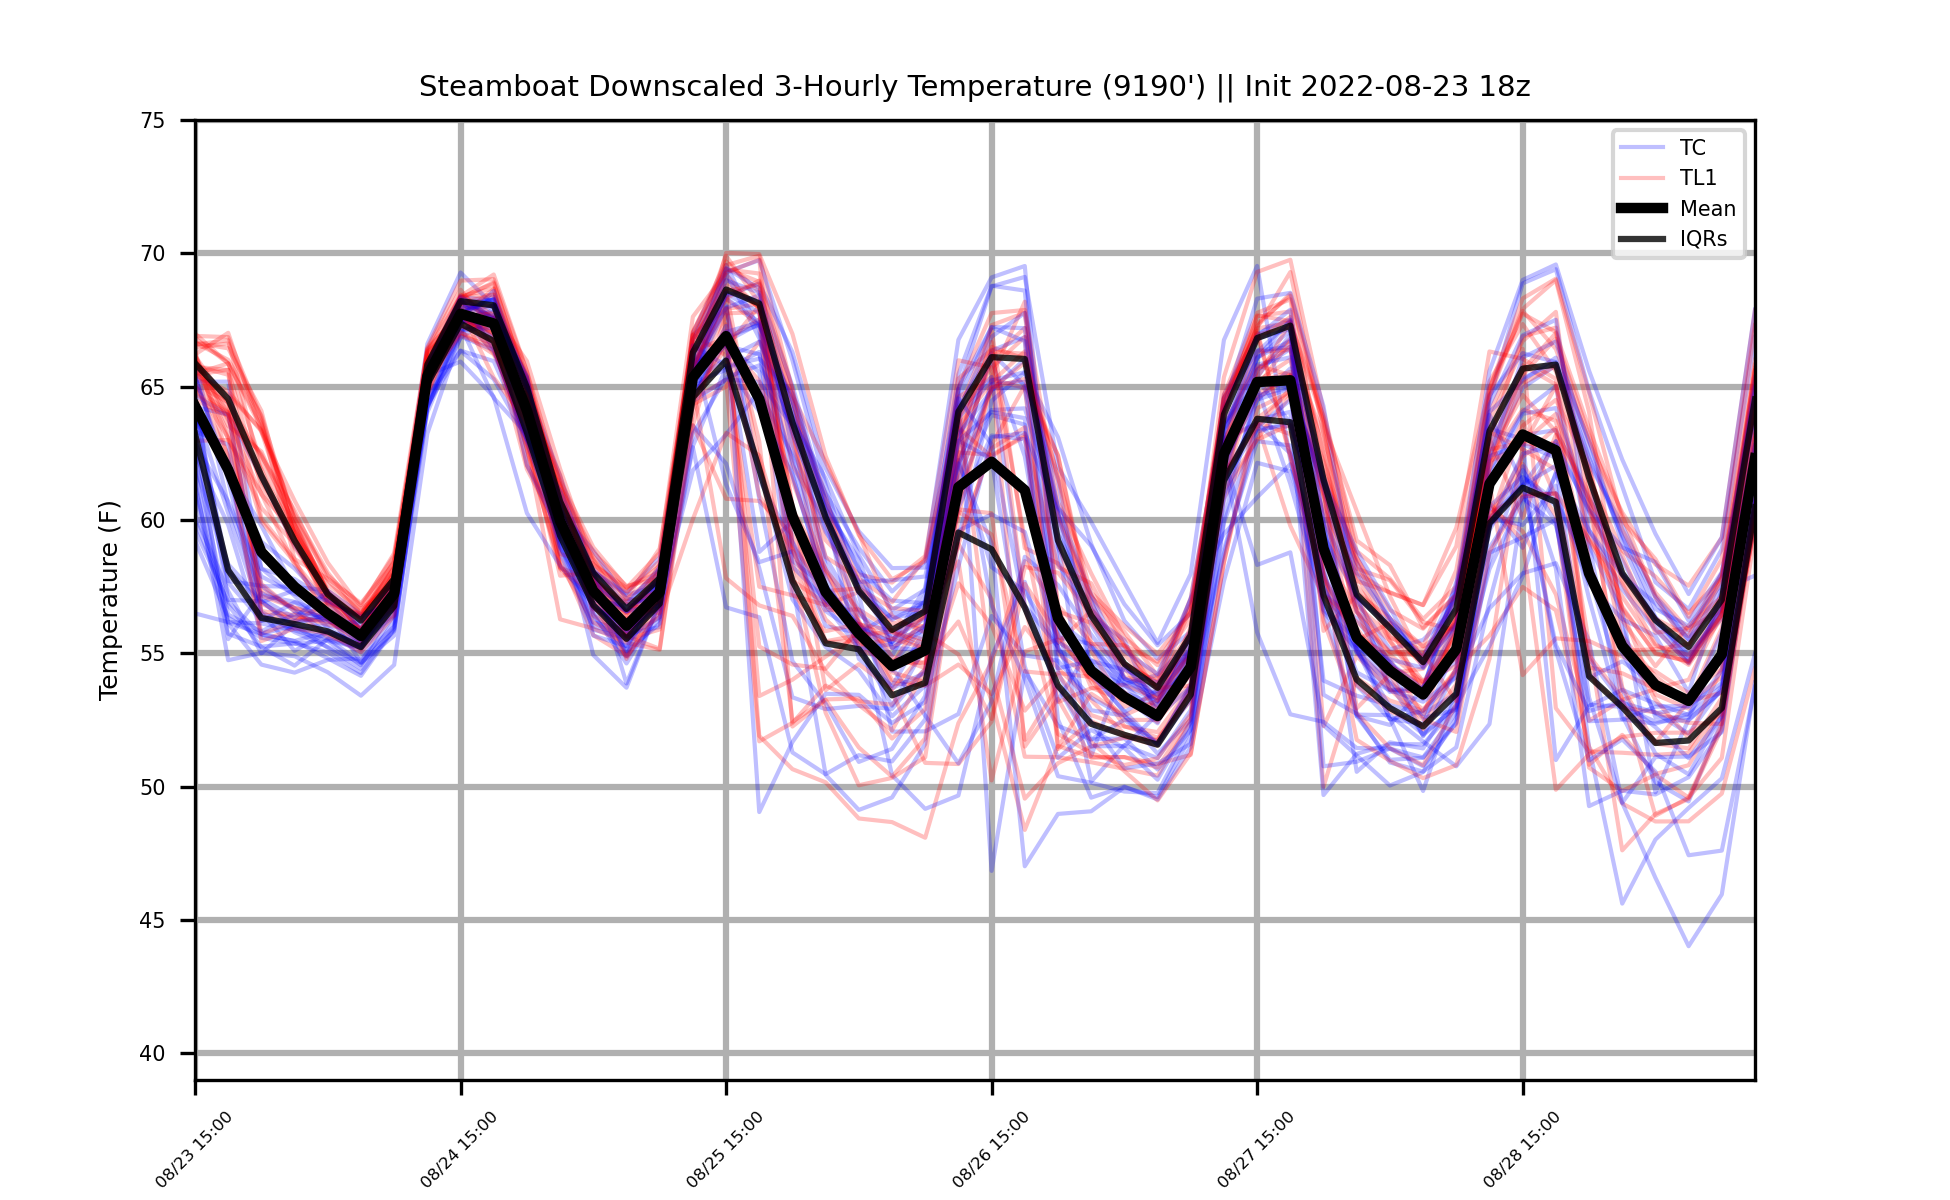 Steamboat Downscaled 3-Hourly Temperature (9190') || Init 2022-08-23 18z
TC
TL1
Mean
IQRs
Temperature (F)
75
70
65
60
55
50
45
40
08/23 15:00
08/24 15:00
08/25 15:00
08/26 15:00
08/27 15:00
08/28 15:00